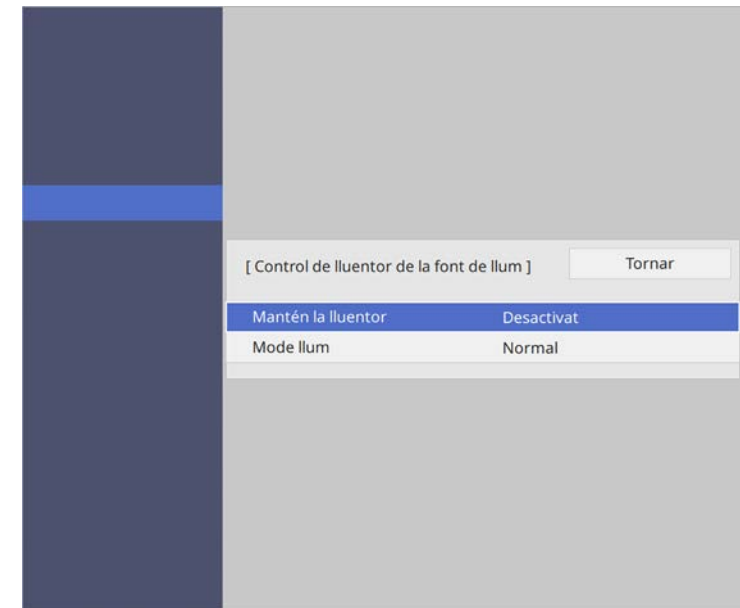 [ Control de lluentor de la font de llum ] Tornar
Mantén la lluentor Desactivat
Mode llum Normal